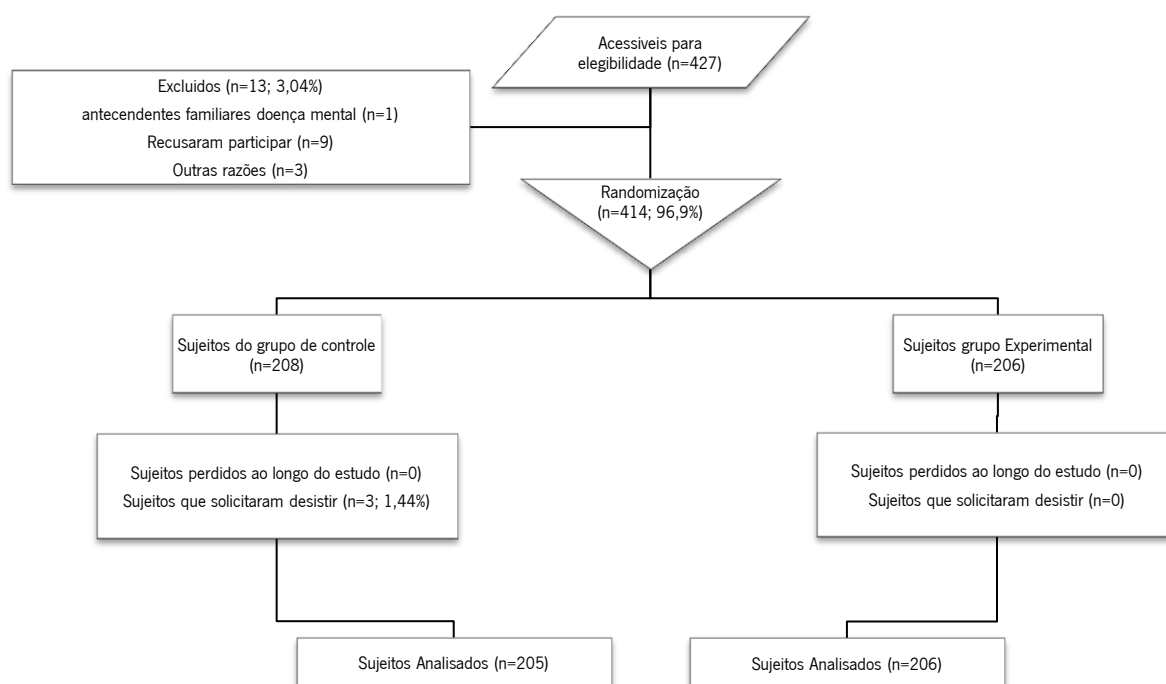 Acessiveis para
elegibilidade (n=427)
Excluidos (n=13; 3,04%)
antecendentes familiares doença mental (n=1)
Recusaram participar (n=9)
Outras razões (n=3)
Randomização
(n=414; 96,9%)
Sujeitos do grupo de controle
(n=208)
Sujeitos grupo Experimental
(n=206)
Sujeitos perdidos ao longo do estudo (n=0)
Sujeitos que solicitaram desistir (n=3; 1,44%)
Sujeitos perdidos ao longo do estudo (n=0)
Sujeitos que solicitaram desistir (n=0)
Sujeitos Analisados (n=205)
Sujeitos Analisados (n=206)